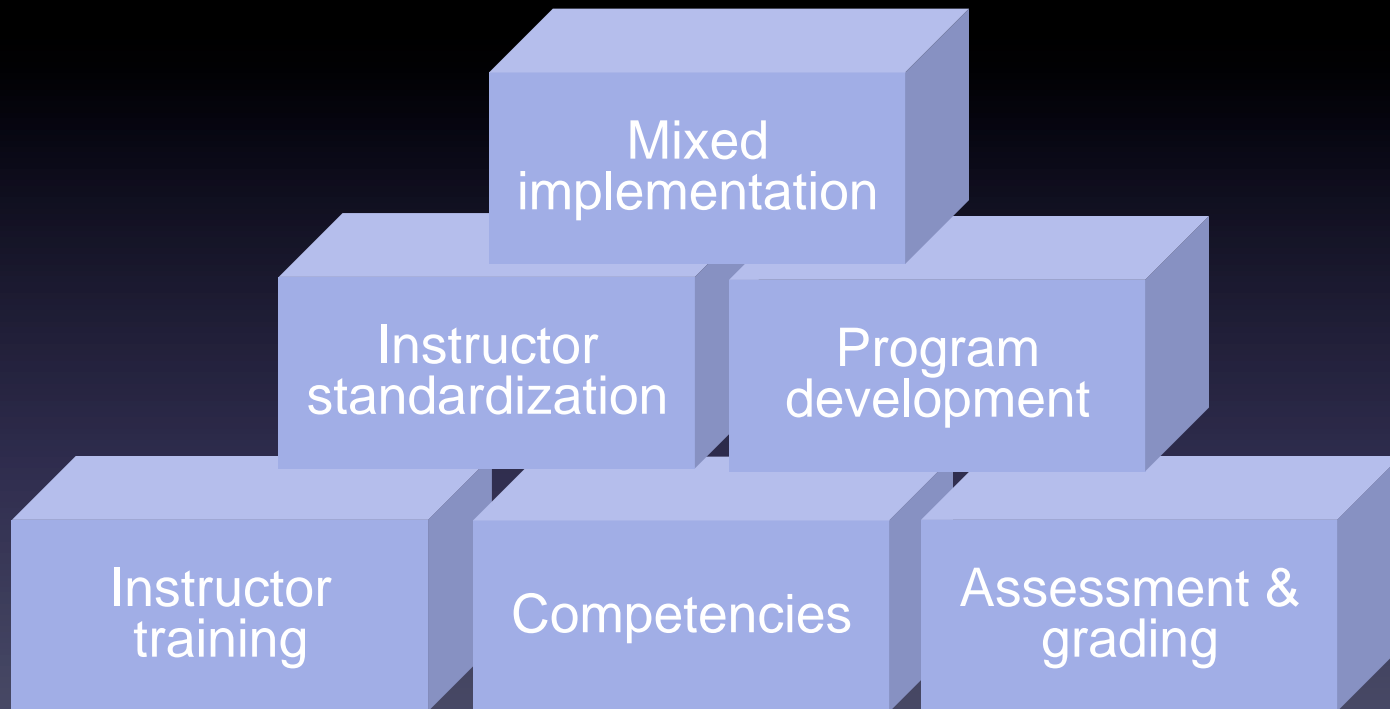 Mixed
implementation
Instructor
standardization
Program
development
Instructor
training
Competencies
Assessment &
grading